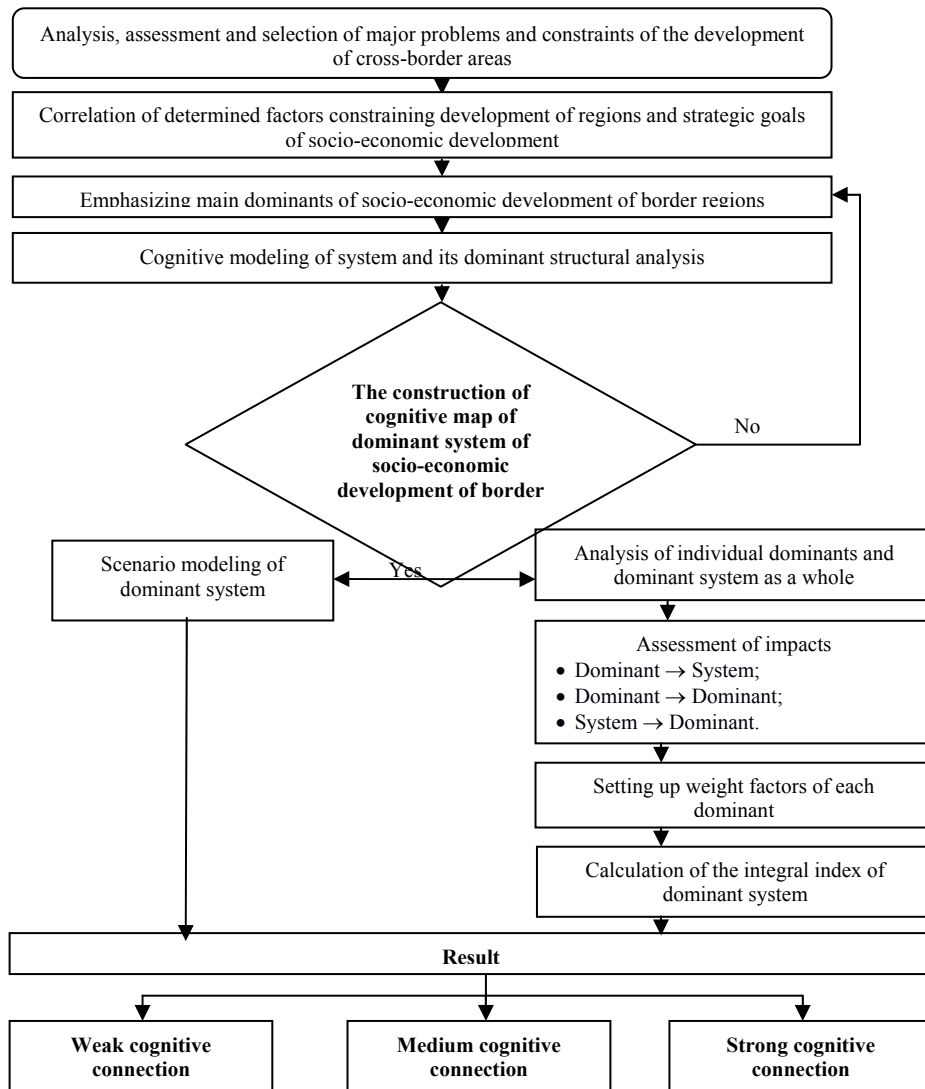 Analysis, assessment and selection of major problems and constraints of the development
of cross-border areas
Correlation of determined factors constraining development of regions and strategic goals
of socio-economic development
Emphasizing main dominants of socio-economic development of border regions
Cognitive modeling of system and its dominant structural analysis
The construction of
cognitive map of
dominant system of
socio-economic
development of border
No
Yes
Scenario modeling of
dominant system
Analysis of individual dominants and
dominant system as a whole
Assessment of impacts
• Dominant → System;
• Dominant → Dominant;
• System → Dominant.
Setting up weight factors of each
dominant
Calculation of the integral index of
dominant system
Result
Weak cognitive
connection
Medium cognitive
connection
Strong cognitive
connection